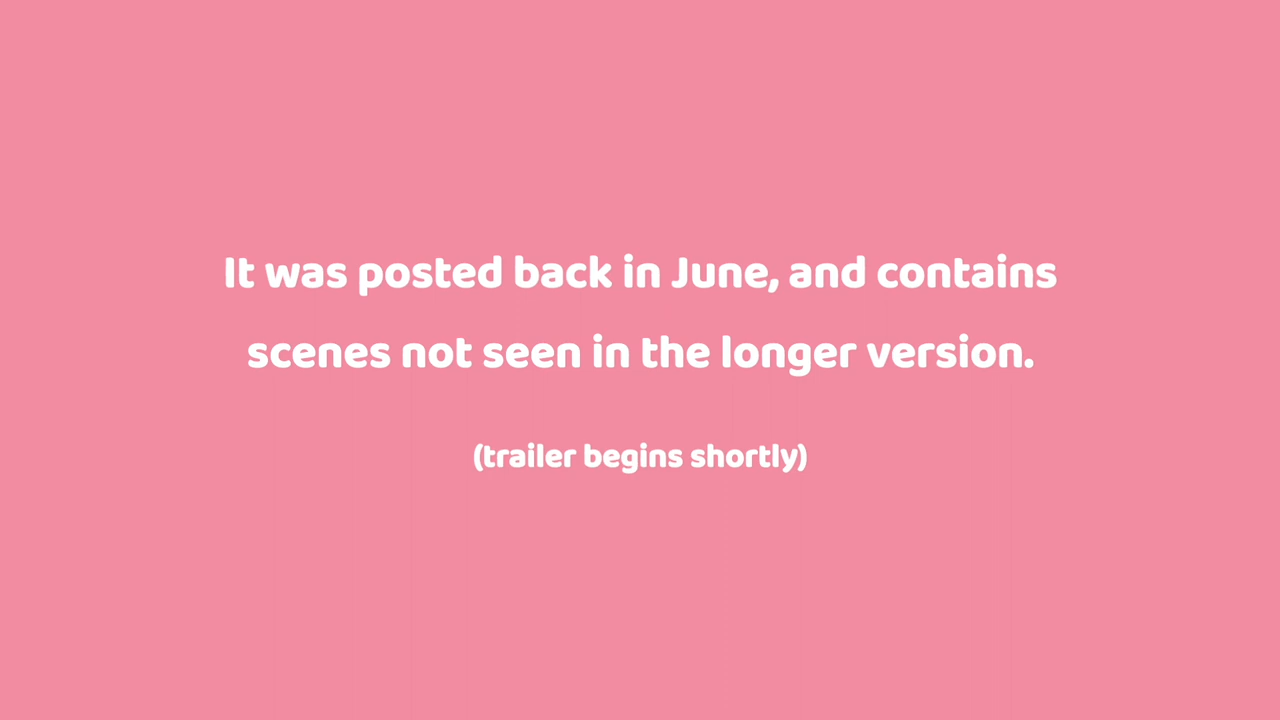 It was posted back in June, and contains
scenes not seen in the longer version.
(trailer begins shortly)